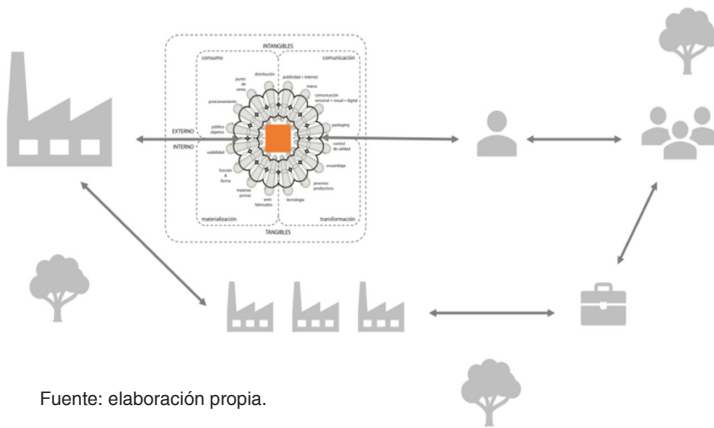 INTANGIBLES
consumo
comunicación
distribución
publicidad + internet
punto
de
venta
marca
posicionamiento
comunicación
sensorial + visual + digital
público
objetivo
packaging
EXTERNO
INTERNO
usabilidad
control
de calidad
función
&
forma
ensamblaje
materias
primas
procesos
productivos
semi
fabricados
tecnología
materialización
transformación
TANGIBLES
Fuente: elaboración propia.